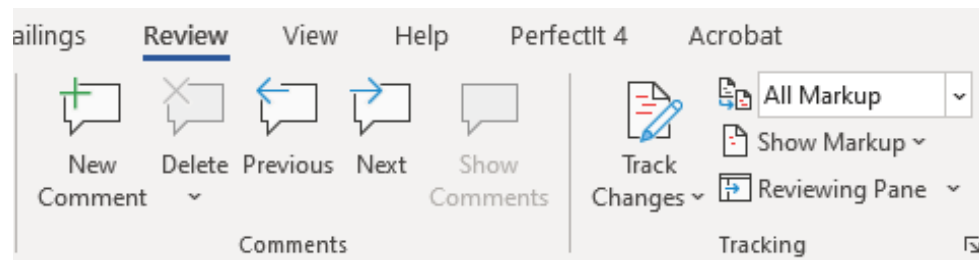 ailings Review View Help PerfectIt 4 Acrobat
New Comment
Delete
Previous
Next
Show Comments
Track Changes
All Markup
Show Markup
Reviewing Pane
Comments
Tracking